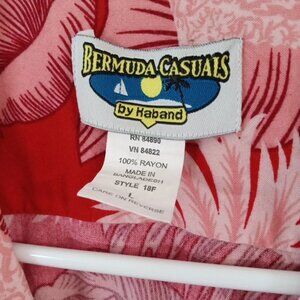 BERMUDA CASUALS
by Haband
RN 84890
VN 84822
100% RAYON
MADE IN
BANGLADESH
STYLE 18F
L
CARE ON REVERSE